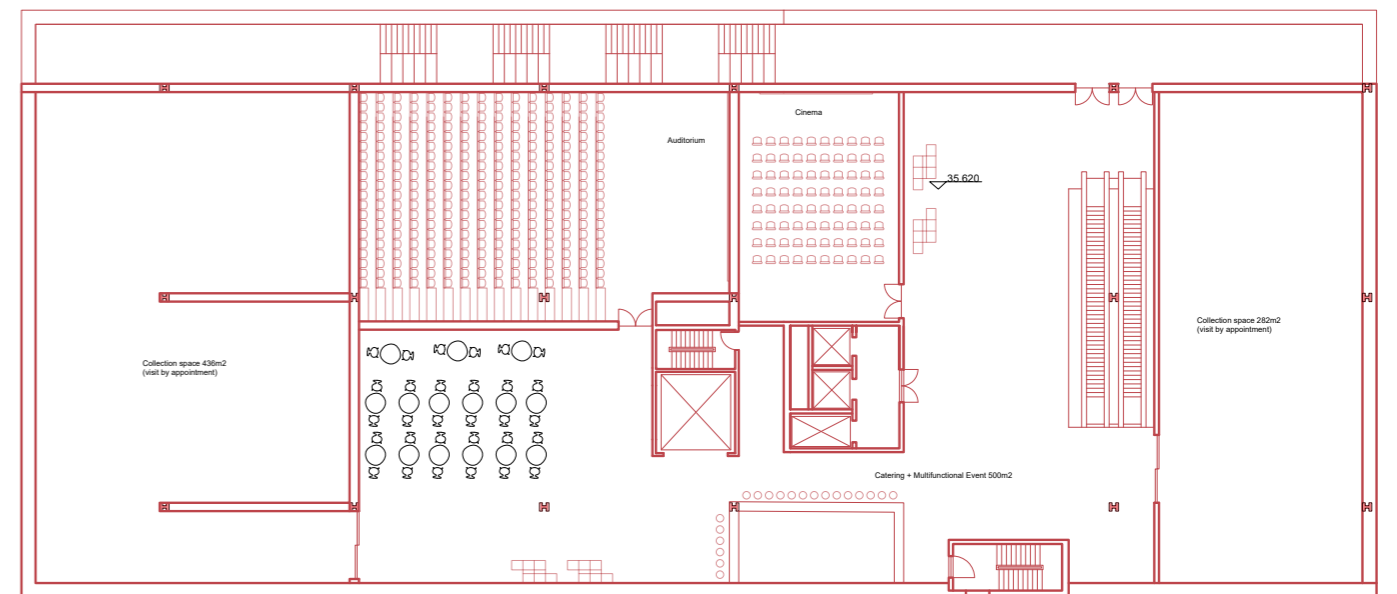 Cinema
Auditorium
35.620
Collection space 282m2
(visit by appointment)
Collection space 436m2
(visit by appointment)
Catering + Multifunctional Event 500m2